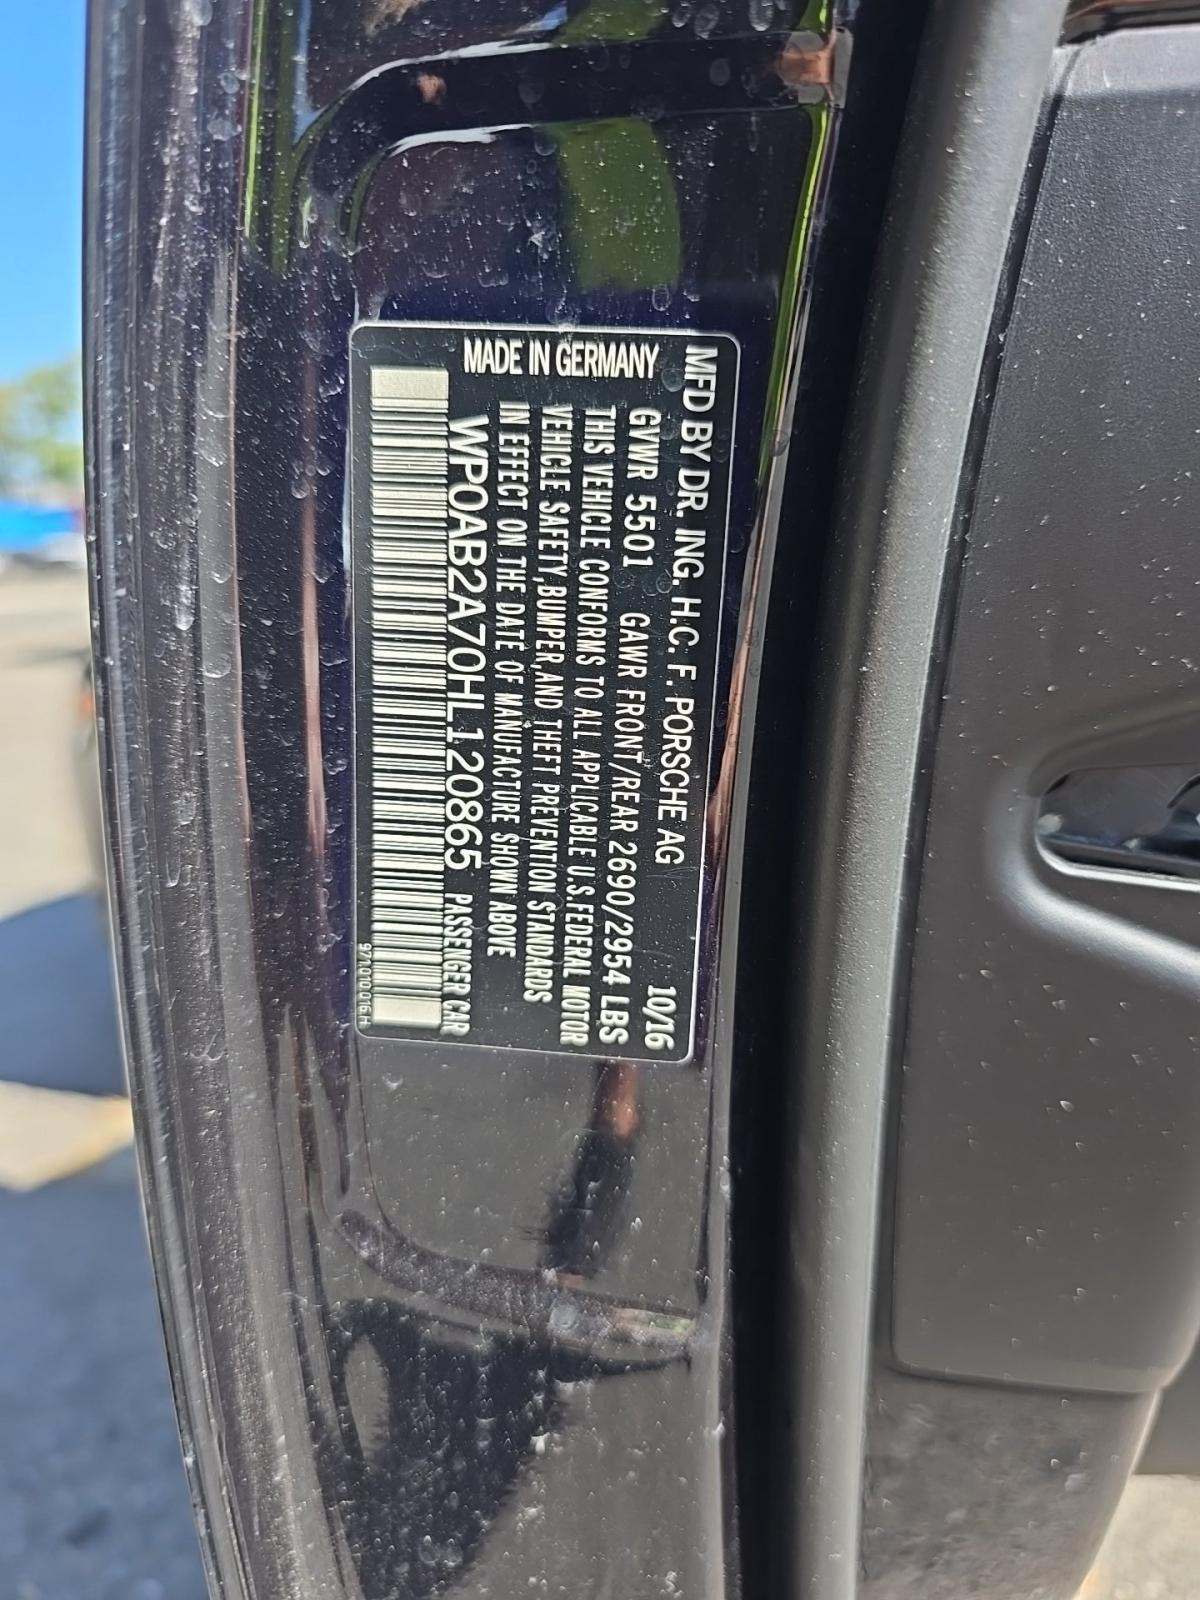 MFD BY DR. ING. H.C. F. PORSCHE AG 10/16
GVWR 5501 GAWR FRONT/REAR 2690/2954 LBS
THIS VEHICLE CONFORMS TO ALL APPLICABLE U.S.FEDERAL MOTOR
VEHICLE SAFETY,BUMPER,AND THEFT PREVENTION STANDARDS
IN EFFECT ON THE DATE OF MANUFACTURE SHOWN ABOVE
MADE IN GERMANY
WP0AB2A70HL120865 PASSENGER CAR